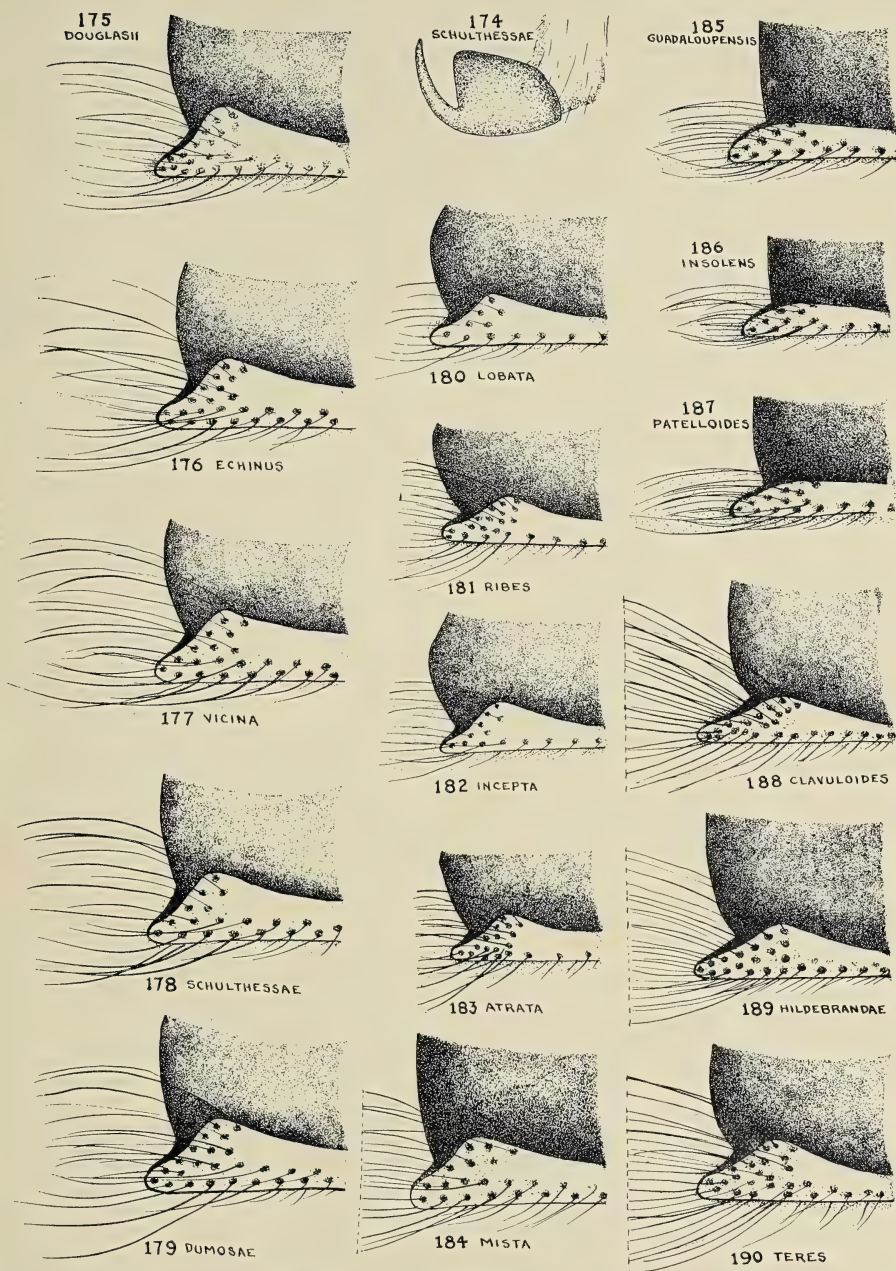 175
DOUGLASII
174
SCHULTHESSAE
185
GUADALOUPENSIS
186
INSOLENS
180 LOBATA
187
PATELLOIDES
176 ECHINUS
181 RIBES
177 VICINA
182 INCEPTA
188 CLAVULOIDES
178 SCHULTHESSAE
183 ATRATA
189 HILDEBRANDAE
179 DUMOSAE
184 MISTA
190 TERES